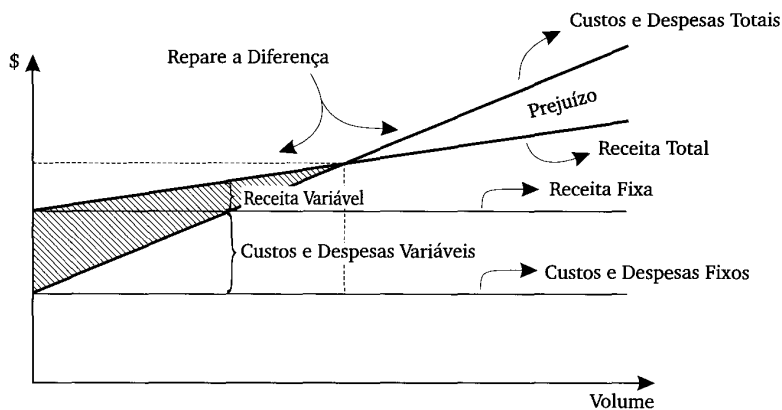 Custos e Despesas Totais
$
Repare a Diferença
Prejuízo
Receita Total
Receita Fixa
Receita Variável
Custos e Despesas Variáveis
Custos e Despesas Fixos
Volume